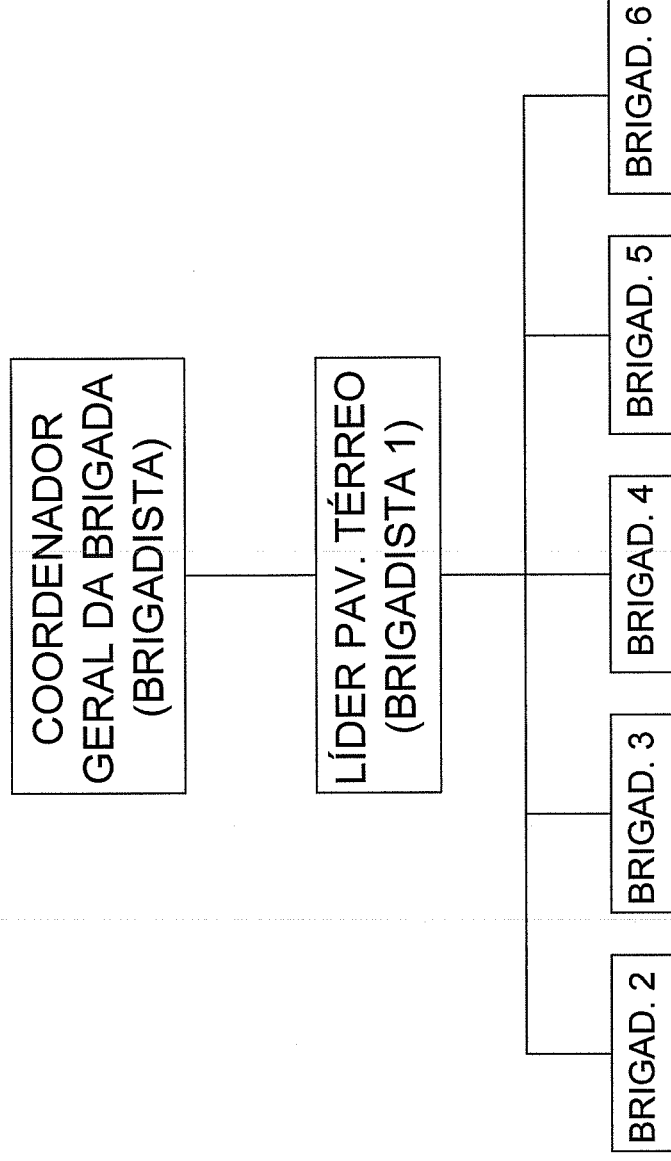 COORDENADOR
GERAL DA BRIGADA
(BRIGADISTA)
LÍDER PAV. TÉRREO
(BRIGADISTA 1)
BRIGAD. 2
BRIGAD. 3
BRIGAD. 4
BRIGAD. 5
BRIGAD. 6